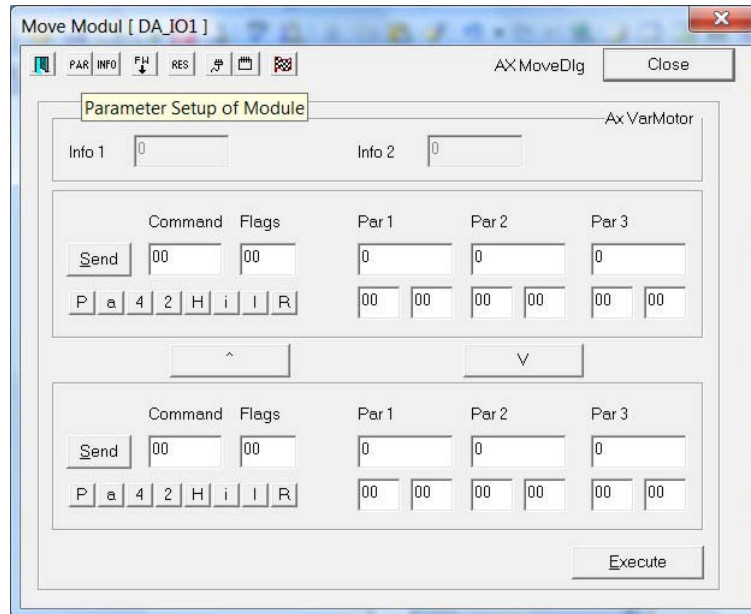 Move Modul [ DA_IO1 ]
PAR INFO FW RES AX MoveDlg Close
Parameter Setup of Module
Ax VarMotor
Info 1 0 Info 2 0
Command Flags Par 1 Par 2 Par 3
Send 00 00 0 0 0
P a 4 2 H i I R 00 00 00 00 00 00
^ V
Command Flags Par 1 Par 2 Par 3
Send 00 00 0 0 0
P a 4 2 H i I R 00 00 00 00 00 00
Execute